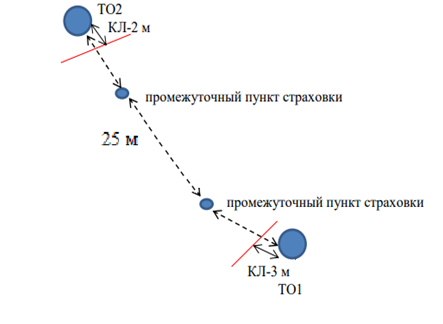 ТО2
КЛ-2 м
промежуточный пункт страховки
25 м
промежуточный пункт страховки
КЛ-3 м
ТО1